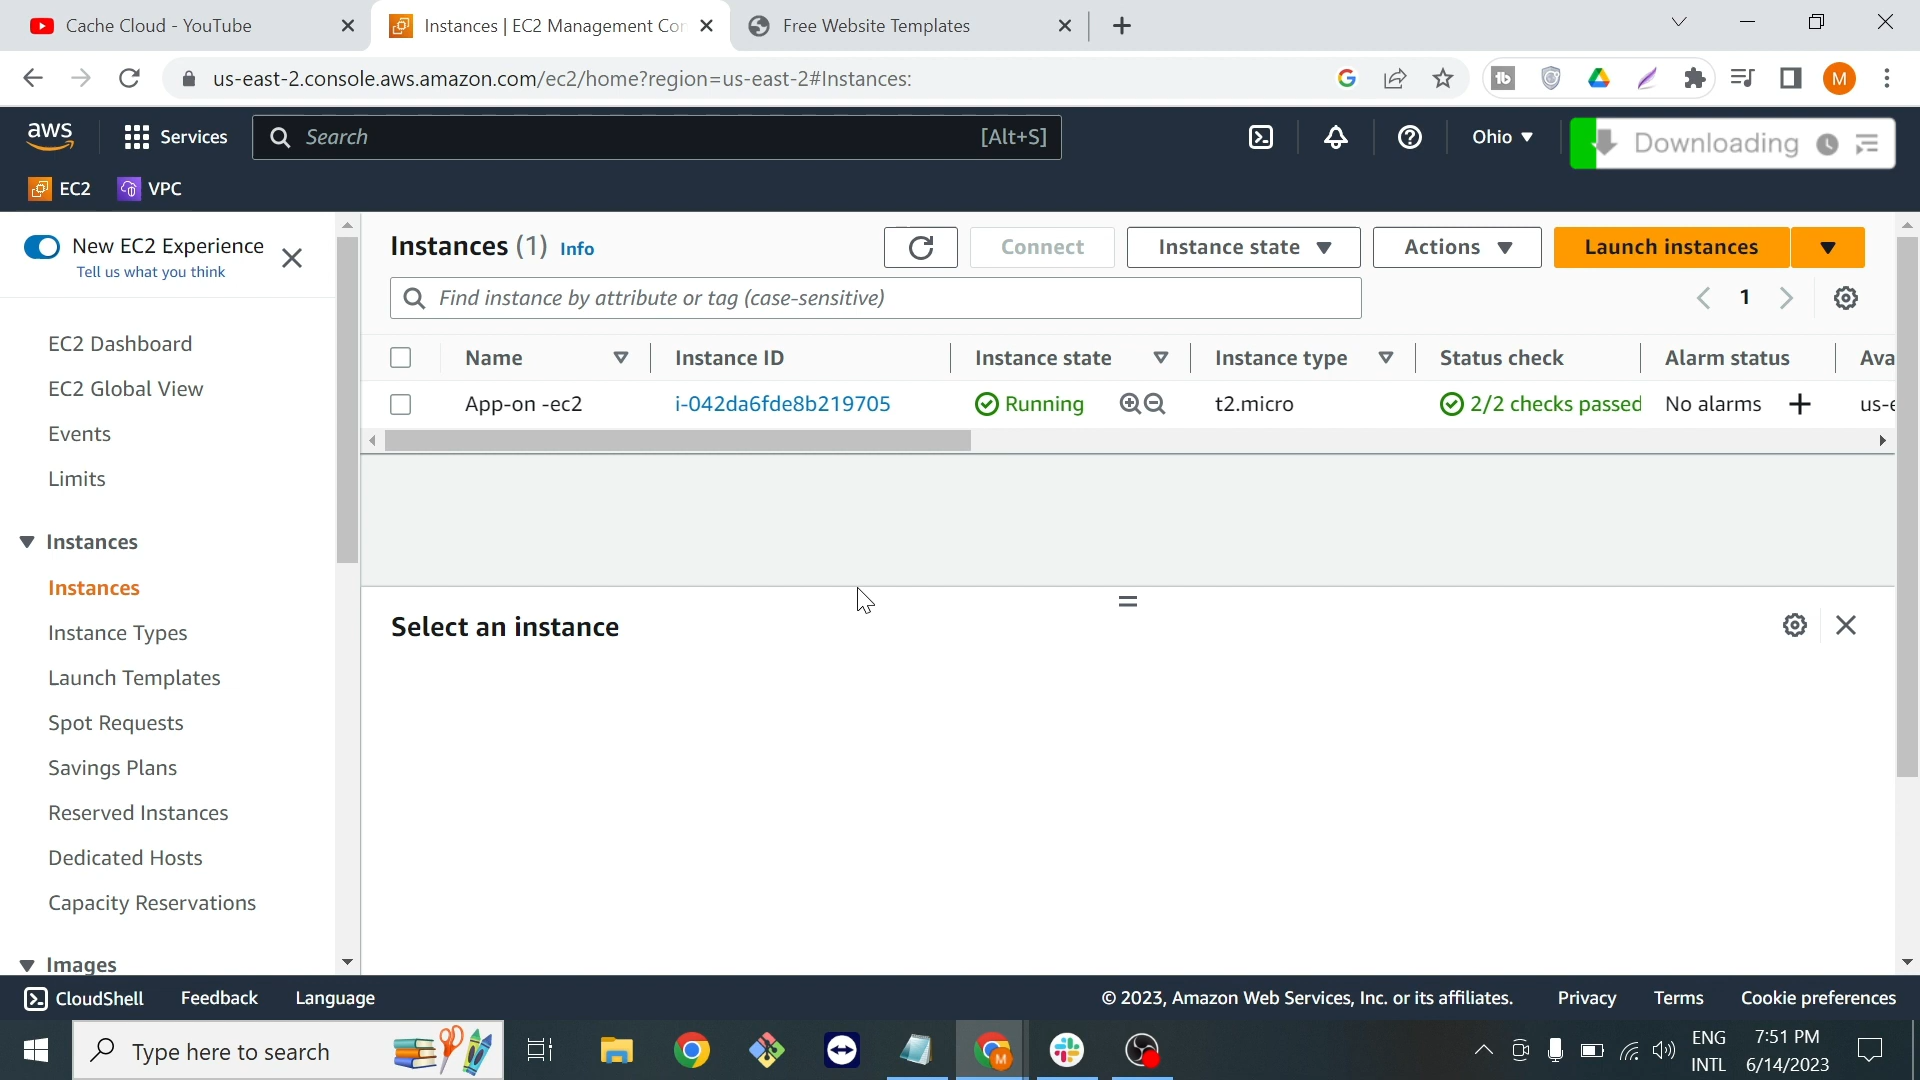 Cache Cloud - YouTube
Instances | EC2 Management Con
Free Website Templates
us-east-2.console.aws.amazon.com/ec2/home?region=us-east-2#Instances:
M
aws
Services
Search
[Alt+S]
Ohio
Downloading
EC2
VPC
New EC2 Experience
Tell us what you think
EC2 Dashboard
EC2 Global View
Events
Limits
Instances
Instances
Instance Types
Launch Templates
Spot Requests
Savings Plans
Reserved Instances
Dedicated Hosts
Capacity Reservations
Images
Instances (1) Info
Connect
Instance state
Actions
Launch instances
Find instance by attribute or tag (case-sensitive)
1
Name
Instance ID
Instance state
Instance type
Status check
Alarm status
Ava
App-on -ec2
i-042da6fde8b219705
Running
t2.micro
2/2 checks passed
No alarms
us-e
Select an instance
CloudShell
Feedback
Language
© 2023, Amazon Web Services, Inc. or its affiliates.
Privacy
Terms
Cookie preferences
Type here to search
M
ENG
INTL
7:51 PM
6/14/2023